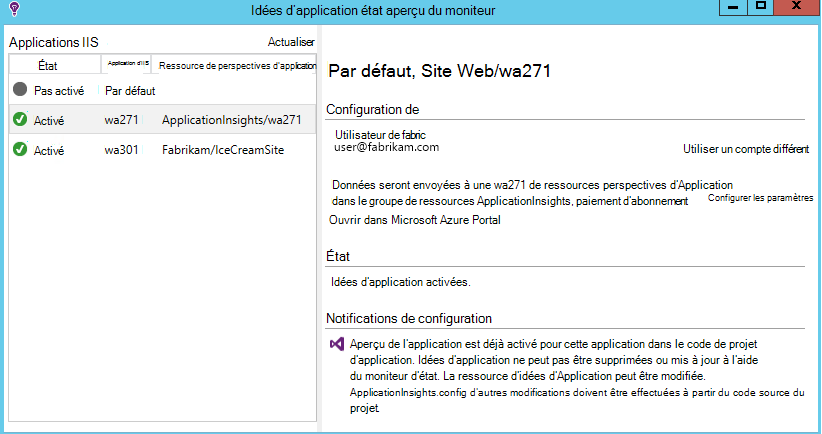 Idées d'application état aperçu du moniteur
Applications IIS
Actualiser
État
Application d'IIS
Ressource de perspectives d'application
Pas activé
Par défaut
Activé
wa271
ApplicationInsights/wa271
Activé
wa301
Fabrikam/IceCreamSite
Par défaut, Site Web/wa271
Configuration de
Utilisateur de fabric
user@fabrikam.com
Utiliser un compte différent
Données seront envoyées à une wa271 de ressources perspectives d'Application
dans le groupe de ressources ApplicationInsights, paiement d'abonnement
Configurer les paramètres
Ouvrir dans Microsoft Azure Portal
État
Idées d'application activées.
Notifications de configuration
Aperçu de l'application est déjà activé pour cette application dans le code de projet
d'application. Idées d'application ne peut pas être supprimées ou mis à jour à l'aide
du moniteur d'état. La ressource d'idées d'Application peut être modifiée.
ApplicationInsights.config d'autres modifications doivent être effectuées à partir du code source du
projet.